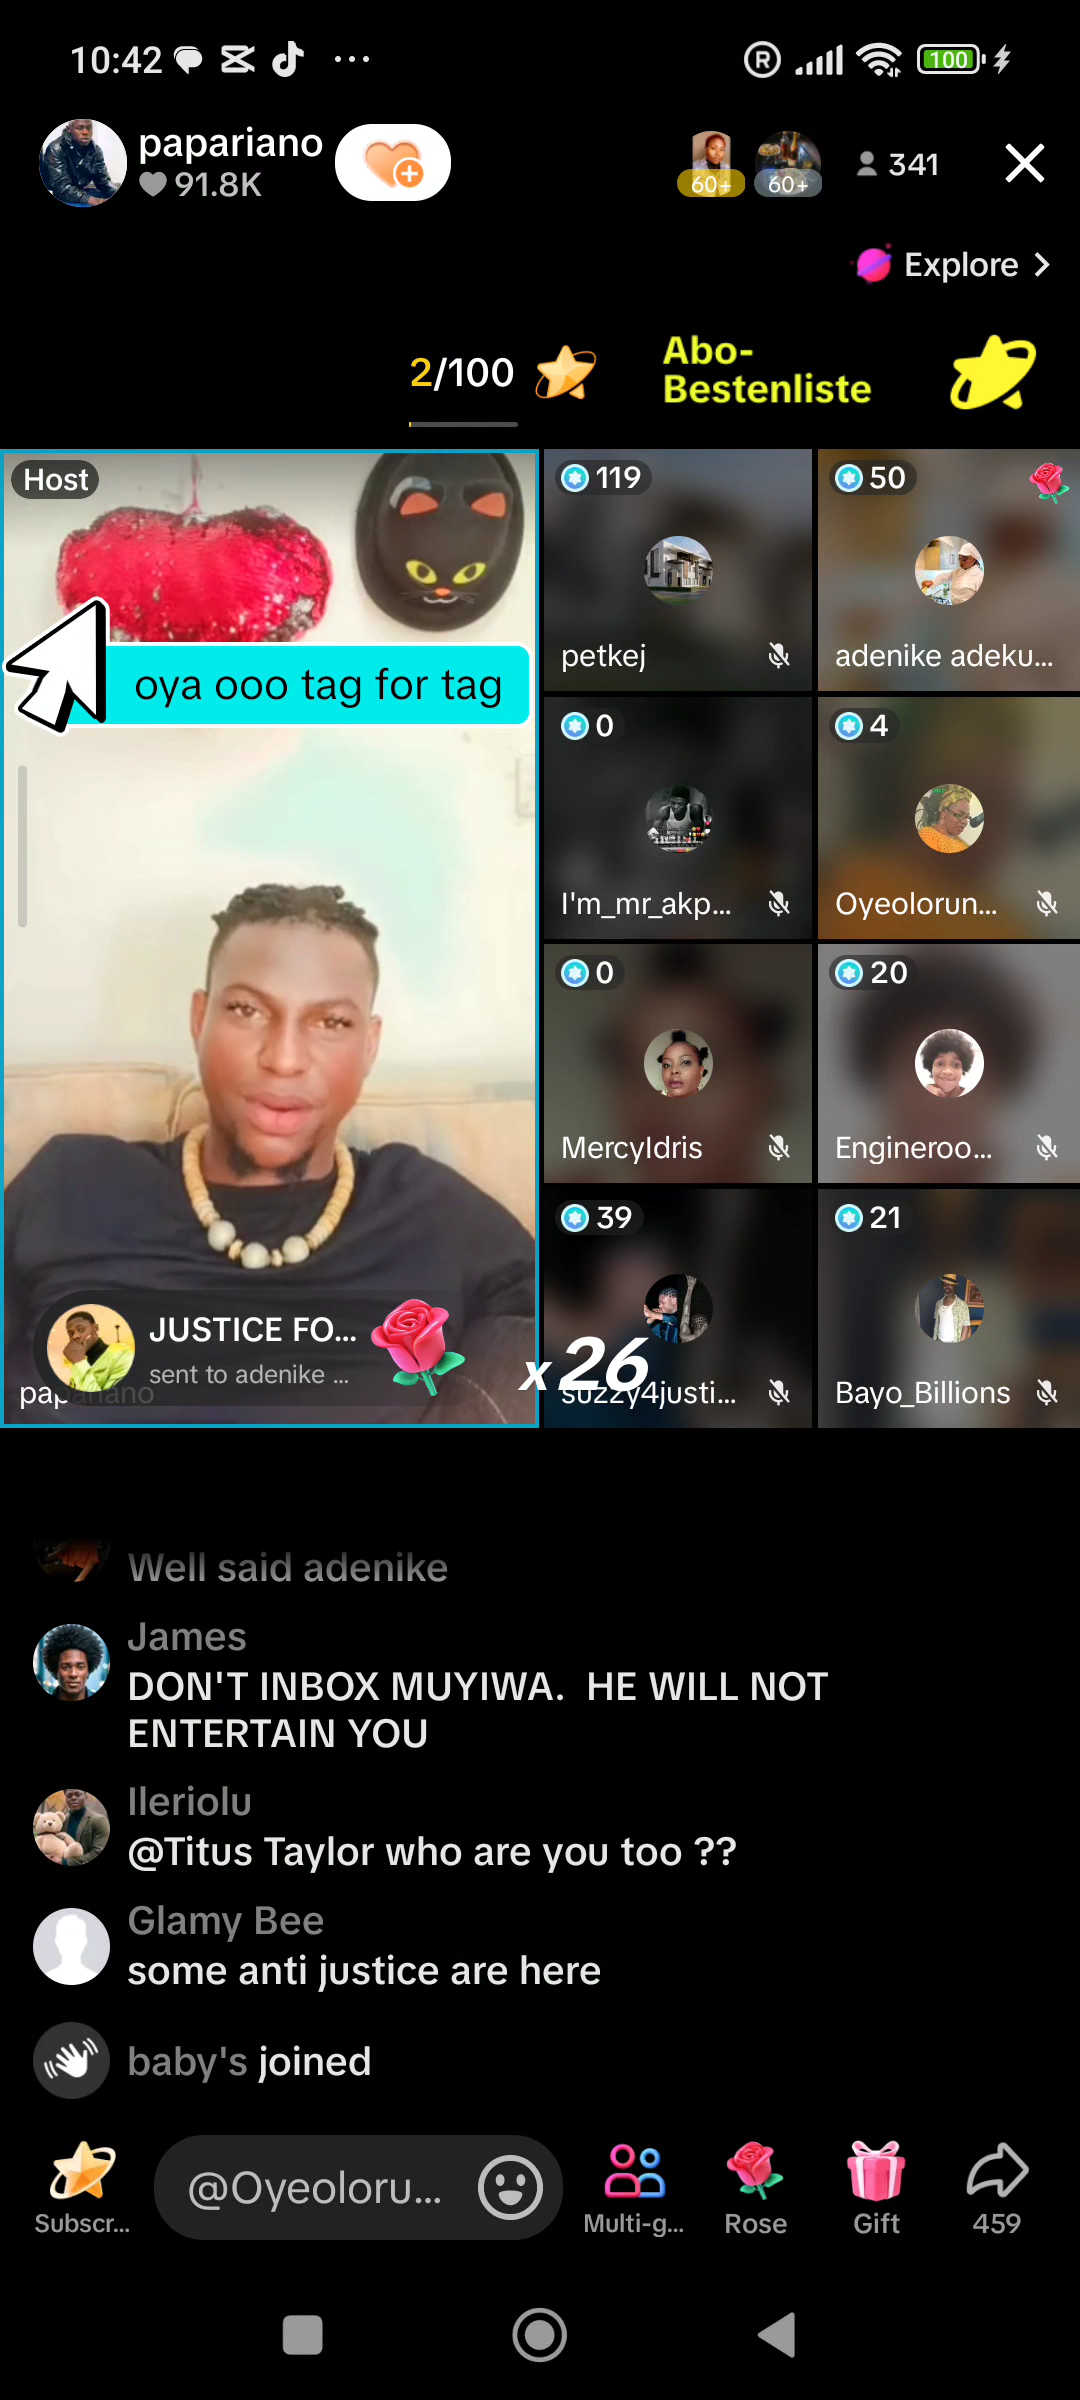 10:42
R
100
papariano
91.8K
60+
60+
341
Explore
2/100
Abo-
Bestenliste
Host
119
50
oya ooo tag for tag
petkej
adenike adeku...
0
4
I'm_mr_akp...
Oyeolorun...
0
20
MercyIdris
Engineroo...
39
21
JUSTICE FO...
sent to adenike ...
x 26
papariano
suzzy4justi...
Bayo_Billions
Well said adenike
James
DON'T INBOX MUYIWA.  HE WILL NOT
ENTERTAIN YOU
Ileriolu
@Titus Taylor who are you too ??
Glamy Bee
some anti justice are here
baby's joined
@Oyeoloru...
Subscr...
Multi-g...
Rose
Gift
459